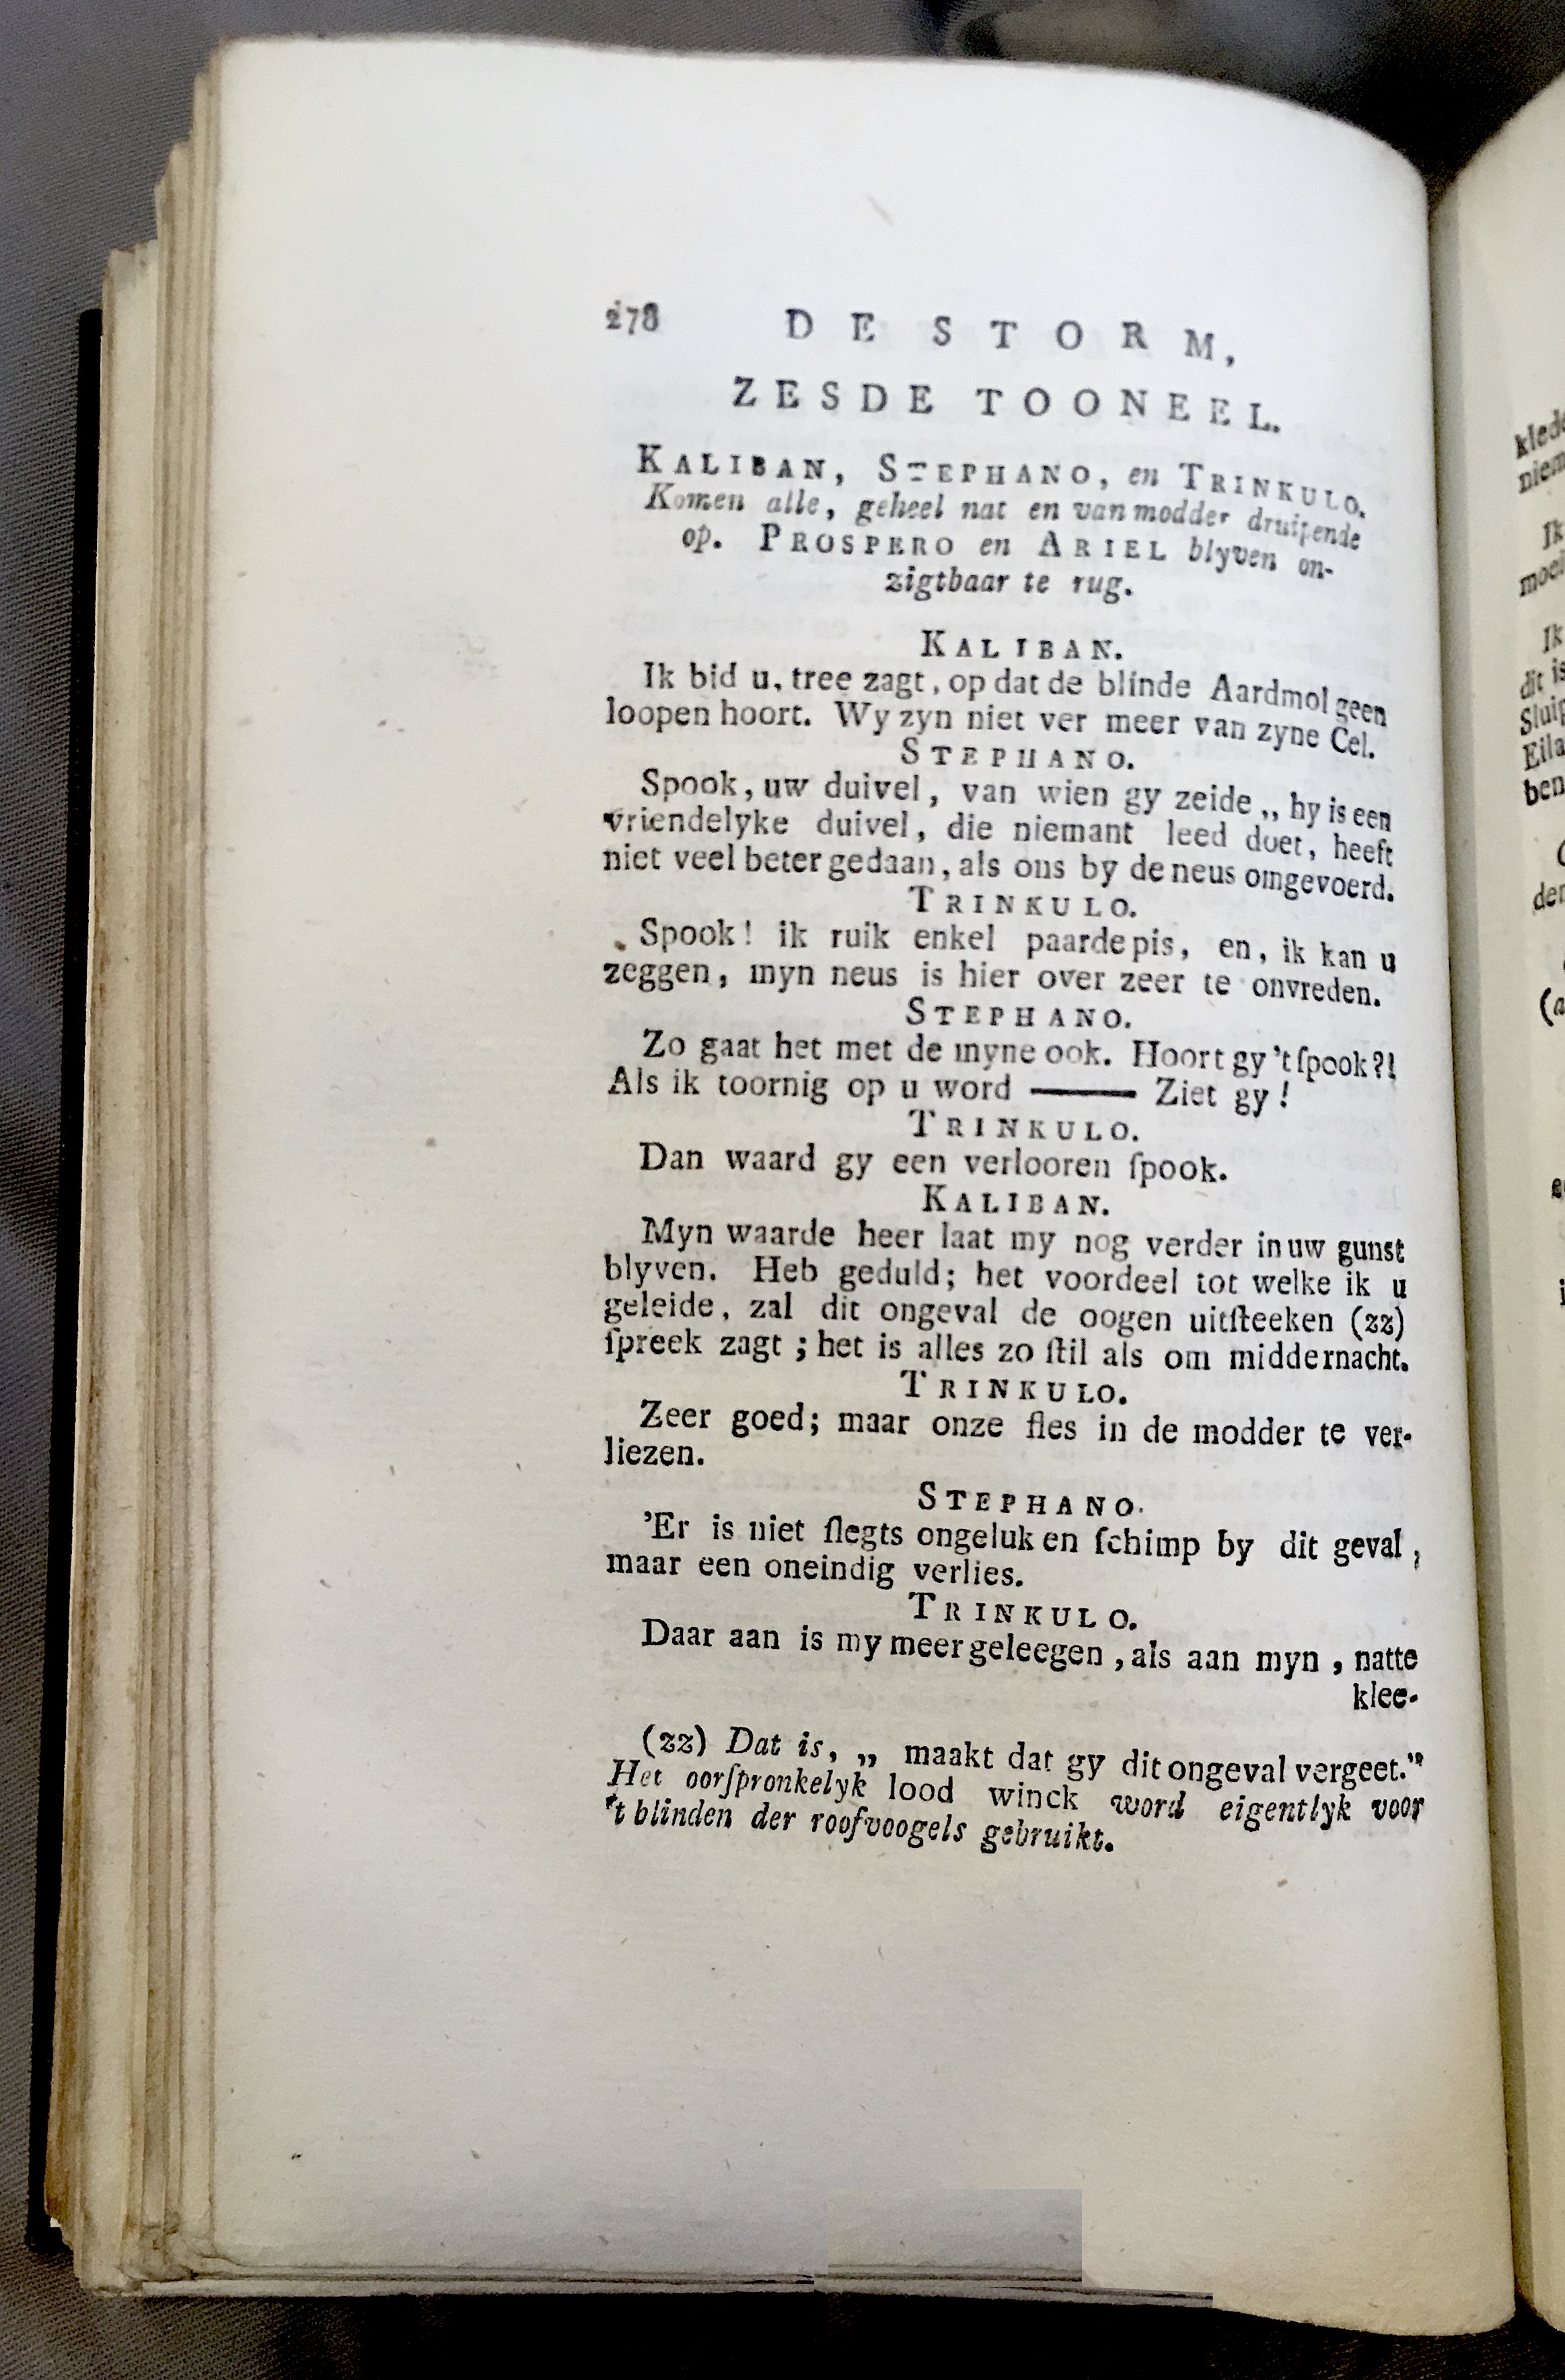 278 DE STORM,
ZESDE TOONEEL.
KALIBAN, STEPHANO, en TRINKULO.
Komen alle, geheel nat en van modder druipende
op. PROSPERO en ARIEL blyven on-
zigtbaar te rug.
KALIBAN.
Ik bid u, tree zagt, op dat de blinde Aardmol geen
loopen hoort. Wy zyn niet ver meer van zyne Cel.
STEPHANO.
Spook, uw duivel, van wien gy zeide „ hy is een
vriendelyke duivel, die niemant leed doet, heeft
niet veel beter gedaan, als ons by de neus omgevoerd.
TRINKULO.
Spook! ik ruik enkel paardepis, en, ik kan u
zeggen, myn neus is hier over zeer te onvreden.
STEPHANO.
Zo gaat het met de myne ook. Hoort gy 't ſpook?!
Als ik toornig op u word —— Ziet gy!
TRINKULO.
Dan waard gy een verlooren ſpook.
KALIBAN.
Myn waarde heer laat my nog verder in uw gunst
blyven. Heb geduld; het voordeel tot welke ik u
geleide, zal dit ongeval de oogen uitſteeken (zz)
ſpreek zagt; het is alles zo ſtil als om middernacht.
TRINKULO.
Zeer goed; maar onze fles in de modder te ver-
liezen.
STEPHANO.
'Er is niet ſlegts ongeluk en ſchimp by dit geval,
maar een oneindig verlies.
TRINKULO.
Daar aan is my meer geleegen, als aan myn, natte
klee-
(zz) Dat is, „ maakt dat gy dit ongeval vergeet."
Het oorſpronkelyk lood winck word eigentlyk voor
't blinden der roofvoogels gebruikt.